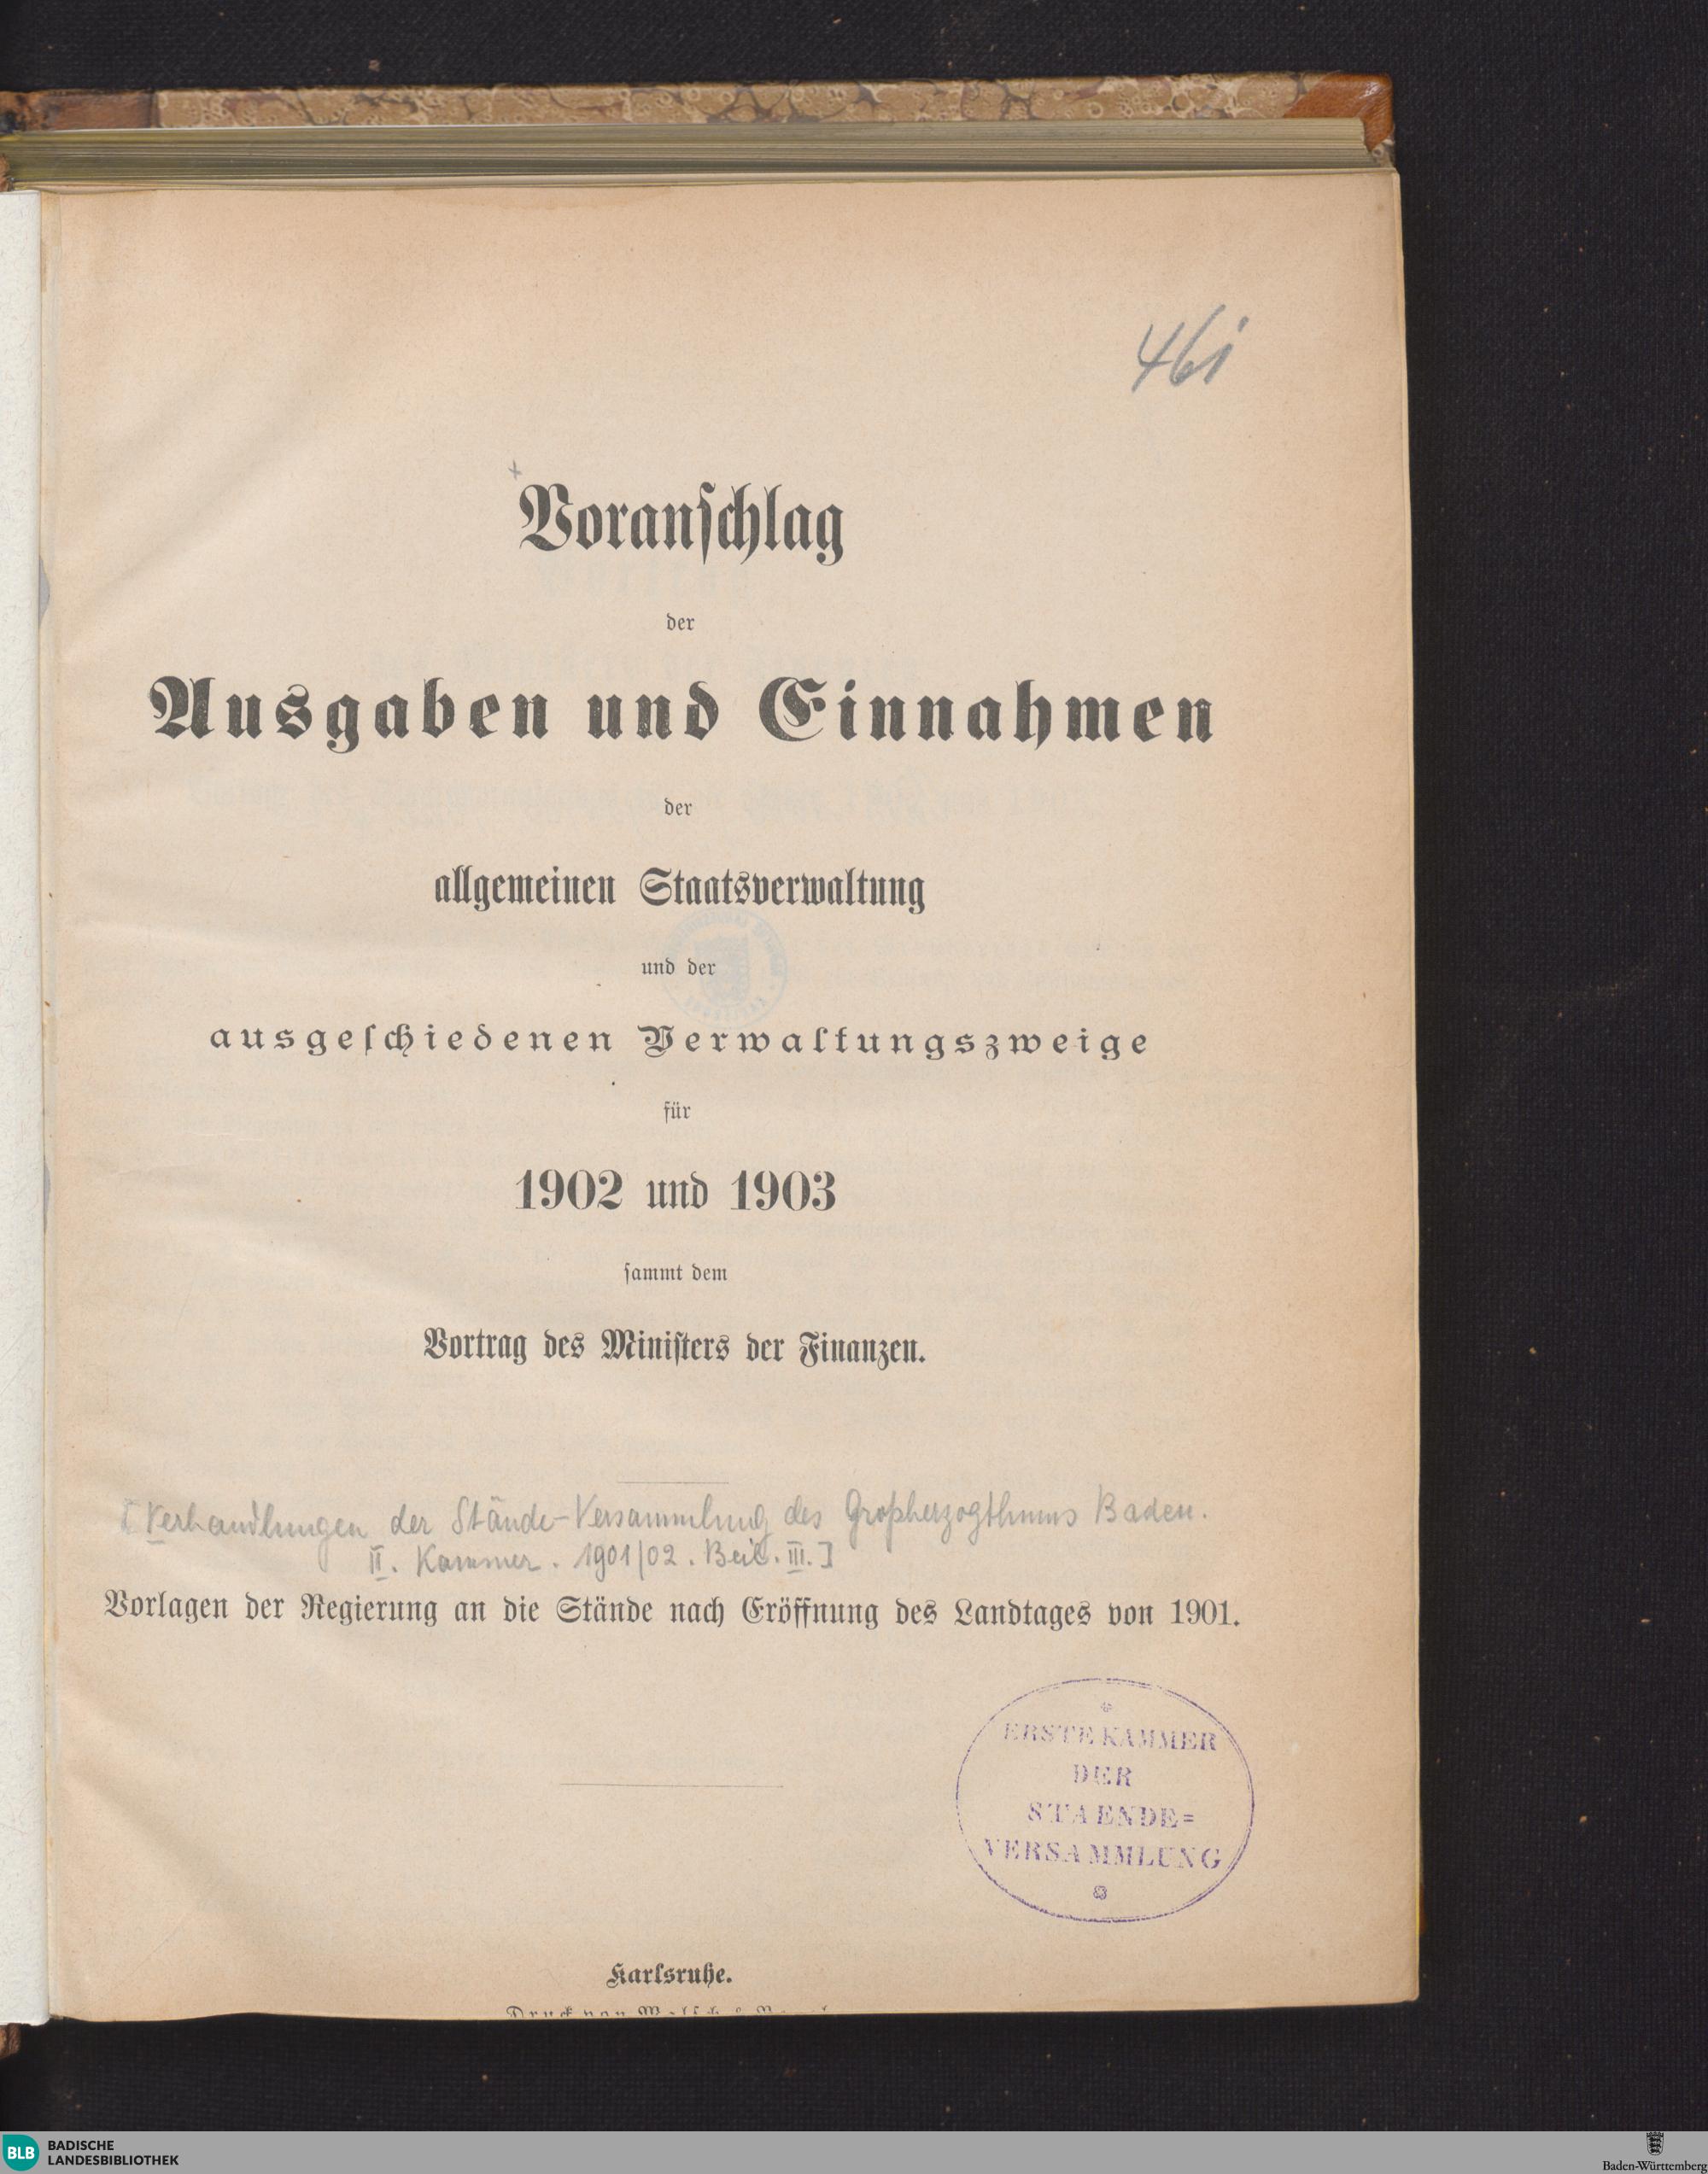 46i
Voranſchlag
der
Ausgaben und Einnahmen
der
allgemeinen Staatsverwaltung
und der
ausgeſchiedenen Verwaltungszweige
für
1902 und 1903
ſammt dem
Vortrag des Miniſters der Finanzen.
[Verhandlungen der Stände-Versammlung des Großherzogthums Baden.
II. Kammer. 1901/02. Beil. III.]
Vorlagen der Regierung an die Stände nach Eröffnung des Landtages von 1901.
ERSTE KAMMER
DER
STAENDE=
VERSAMMLUNG
Karlsruhe.
Druck von
BLB BADISCHE
LANDESBIBLIOTHEK
Baden-Württemberg